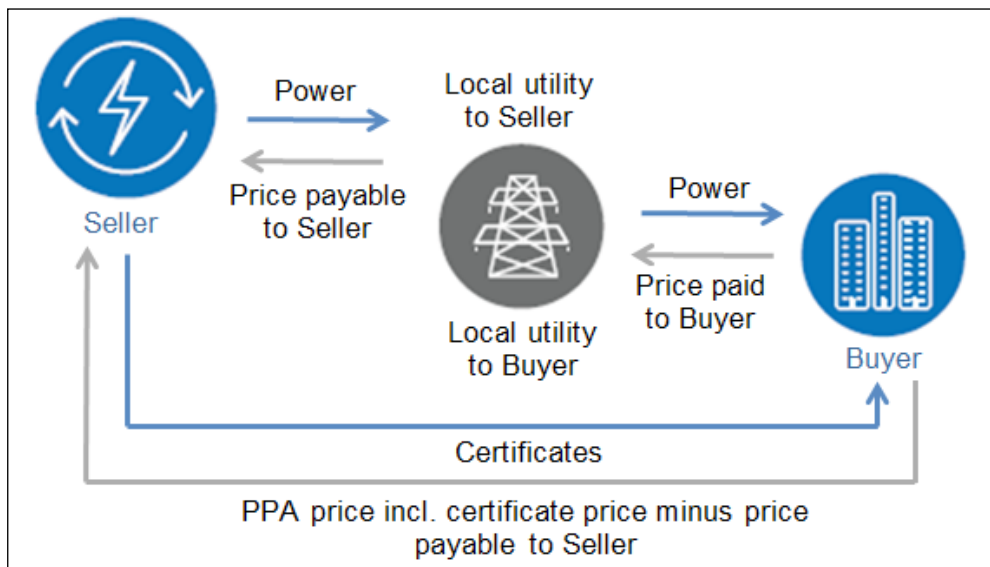 Power
Local utility
to Seller
Price payable
to Seller
Seller
Power
Price paid
to Buyer
Local utility
to Buyer
Buyer
Certificates
PPA price incl. certificate price minus price
payable to Seller